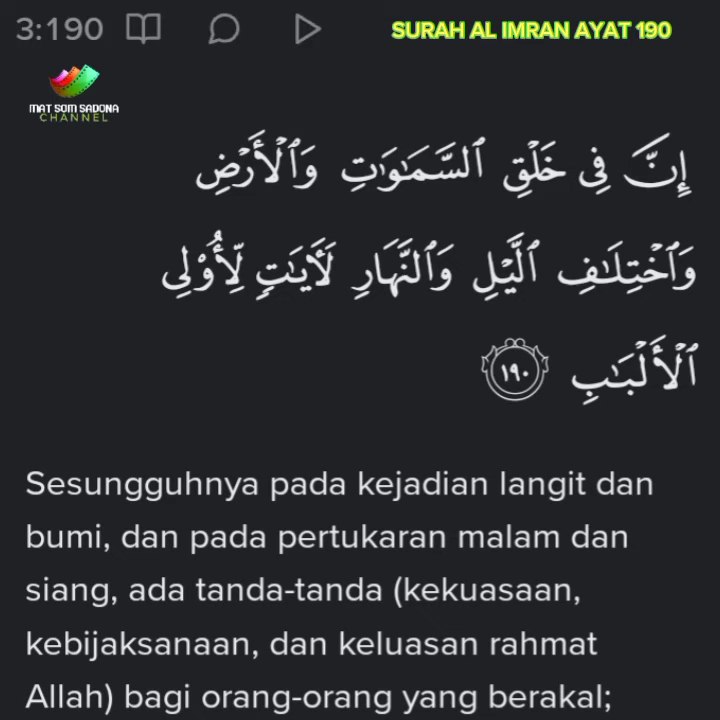 3:190
SURAH AL IMRAN AYAT 190
MAT SOM SADONA
CHANNEL
إِنَّ فِى خَلْقِ ٱلسَّمَـٰوَٰتِ وَٱلْأَرْضِ
وَٱخْتِلَـٰفِ ٱلَّيْلِ وَٱلنَّهَارِ لَـَٔايَـٰتٍ لِّأُو۟لِى
ٱلْأَلْبَـٰبِ ١٩٠
Sesungguhnya pada kejadian langit dan
bumi, dan pada pertukaran malam dan
siang, ada tanda-tanda (kekuasaan,
kebijaksanaan, dan keluasan rahmat
Allah) bagi orang-orang yang berakal;